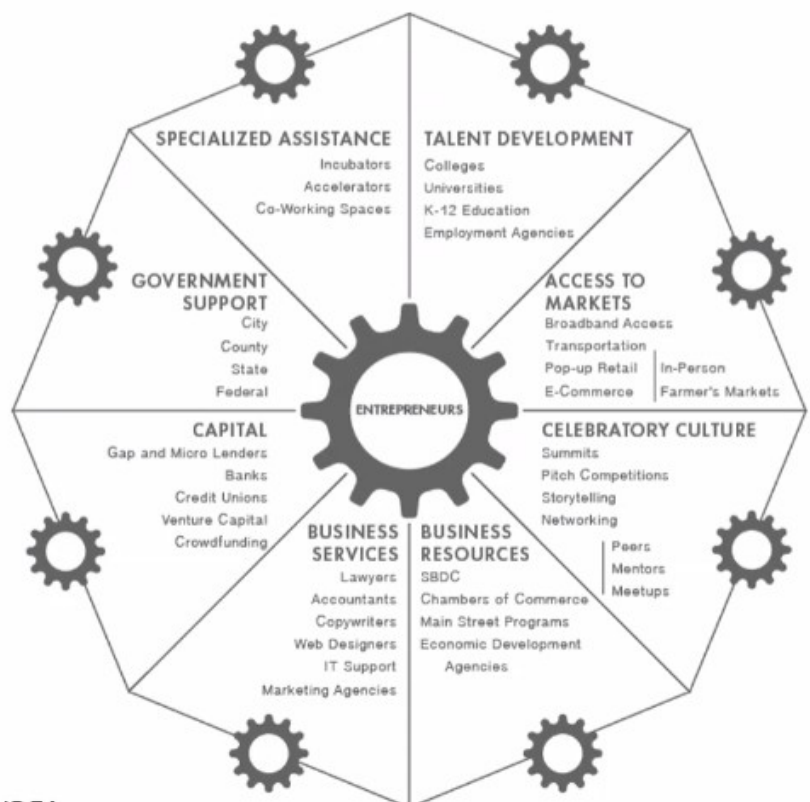 SPECIALIZED ASSISTANCE
Incubators
Accelerators
Co-Working Spaces
TALENT DEVELOPMENT
Colleges
Universities
K-12 Education
Employment Agencies
GOVERNMENT
SUPPORT
City
County
State
Federal
ACCESS TO
MARKETS
Broadband Access
Transportation
Pop-up Retail
E-Commerce
In-Person
Farmer's Markets
ENTREPRENEURS
CAPITAL
Gap and Micro Lenders
Banks
Credit Unions
Venture Capital
Crowdfunding
CELEBRATORY CULTURE
Summits
Pitch Competitions
Storytelling
Networking
Peers
Mentors
Meetups
BUSINESS
SERVICES
Lawyers
Accountants
Copywriters
Web Designers
IT Support
Marketing Agencies
BUSINESS
RESOURCES
SBDC
Chambers of Commerce
Main Street Programs
Economic Development
Agencies